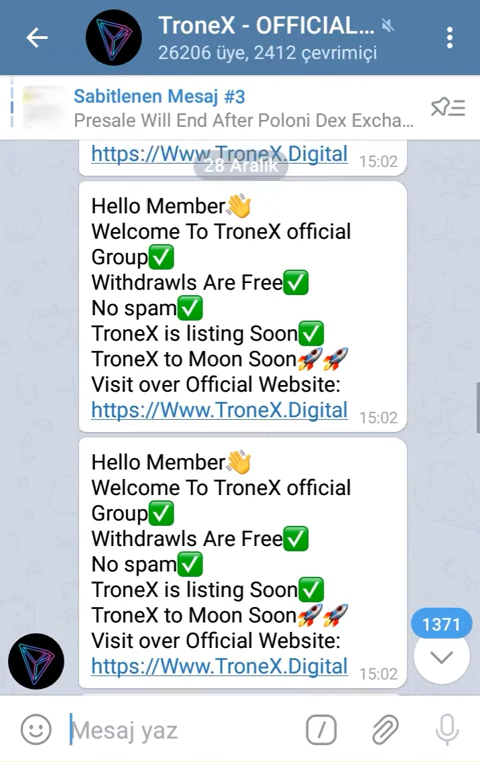 TroneX - OFFICIAL...
26206 üye, 2412 çevrimiçi
Sabitlenen Mesaj #3
Presale Will End After Poloni Dex Excha...
https://Www.TroneX.Digital
15:02
28 Aralık
Hello Member👋
Welcome To TroneX official
Group✅
Withdrawls Are Free✅
No spam✅
TroneX is listing Soon✅
TroneX to Moon Soon🚀🚀
Visit over Official Website:
https://Www.TroneX.Digital
15:02
Hello Member👋
Welcome To TroneX official
Group✅
Withdrawls Are Free✅
No spam✅
TroneX is listing Soon✅
TroneX to Moon Soon🚀🚀
Visit over Official Website:
https://Www.TroneX.Digital
15:02
1371
Mesaj yaz